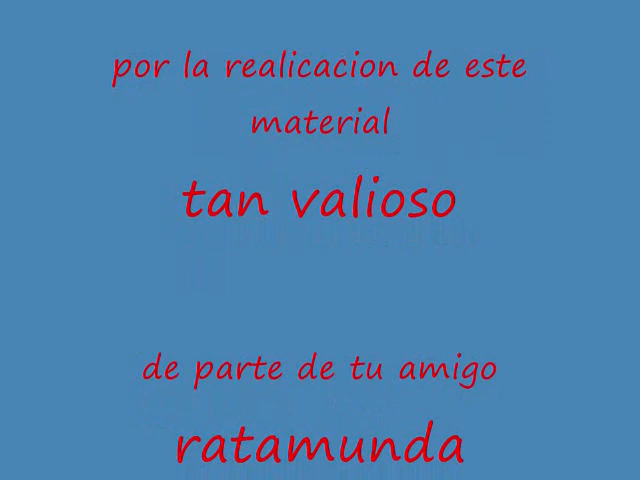 por la realicacion de este
material
tan valioso
de parte de tu amigo
ratamunda